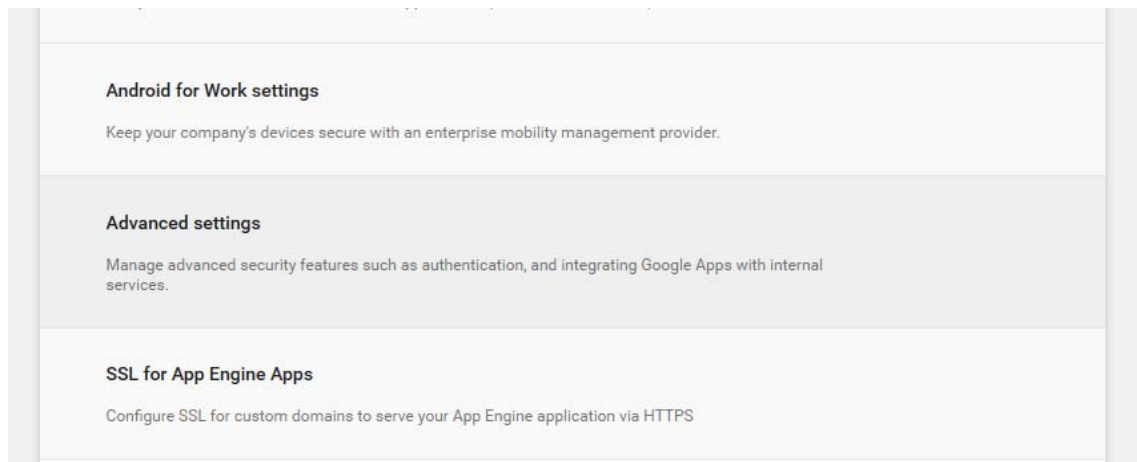 Android for Work settings
Keep your company's devices secure with an enterprise mobility management provider.
Advanced settings
Manage advanced security features such as authentication, and integrating Google Apps with internal
services.
SSL for App Engine Apps
Configure SSL for custom domains to serve your App Engine application via HTTPS